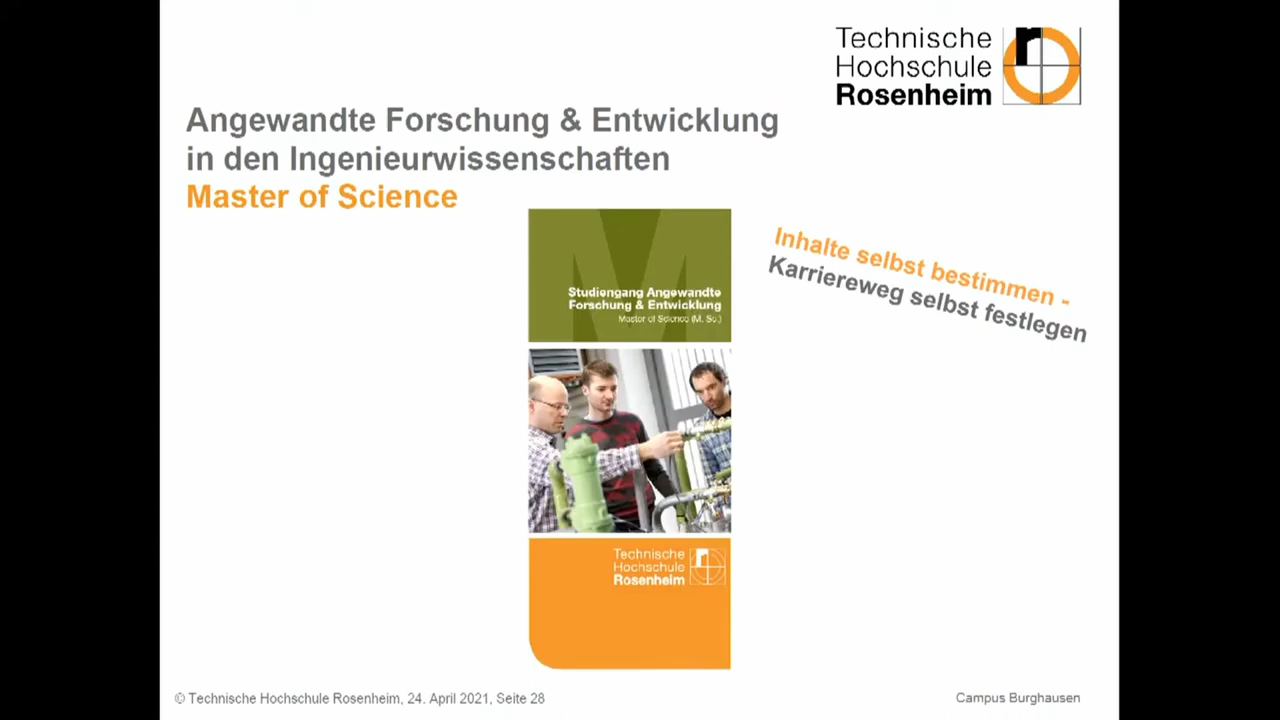 Technische
Hochschule
Rosenheim
Angewandte Forschung & Entwicklung
in den Ingenieurwissenschaften
Master of Science
Inhalte selbst bestimmen -
Karriereweg selbst festlegen
Studiengang Angewandte
Forschung & Entwicklung
Master of Science (M. Sc.)
Technische
Hochschule
Rosenheim
© Technische Hochschule Rosenheim, 24. April 2021, Seite 28
Campus Burghausen